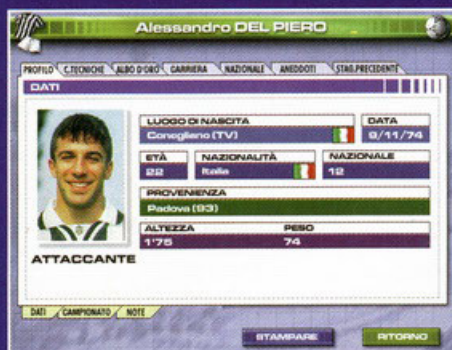 Alessandro DEL PIERO
PROFILO C.TECNICHE ALBO D'ORO CARRIERA NAZIONALE ANEDDOTI STAG.PRECEDENTE
DATI
LUOGO DI NASCITA DATA
Conegliano (TV) 9/11/74
ETÀ NAZIONALITÀ NAZIONALE
22 Italia 12
PROVENIENZA
Padova (93)
ALTEZZA PESO
1'75 74
ATTACCANTE
DATI CAMPIONATO NOTE
STAMPARE RITORNO